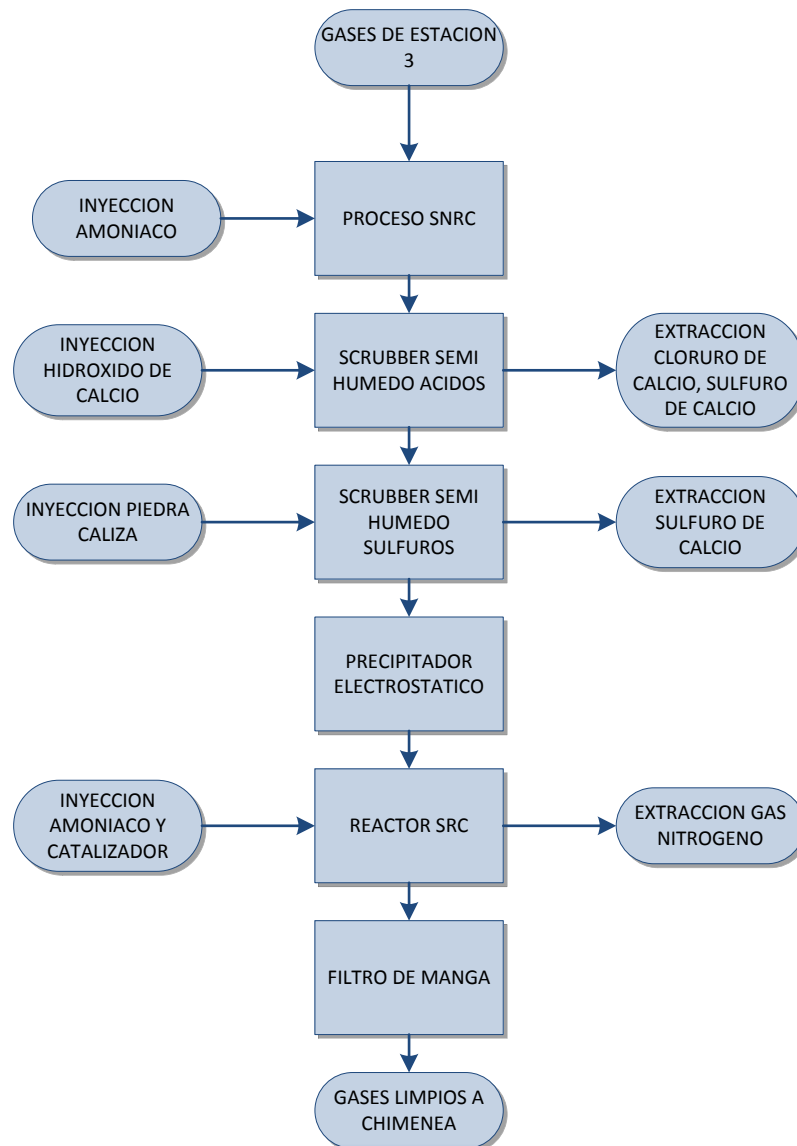 GASES DE ESTACION
3
INYECCION
AMONIACO
PROCESO SNRC
INYECCION
HIDROXIDO DE
CALCIO
SCRUBBER SEMI
HUMEDO ACIDOS
EXTRACCION
CLORURO DE
CALCIO, SULFURO
DE CALCIO
INYECCION PIEDRA
CALIZA
SCRUBBER SEMI
HUMEDO
SULFUROS
EXTRACCION
SULFURO DE
CALCIO
PRECIPITADOR
ELECTROSTATICO
INYECCION
AMONIACO Y
CATALIZADOR
REACTOR SRC
EXTRACCION GAS
NITROGENO
FILTRO DE MANGA
GASES LIMPIOS A
CHIMENEA